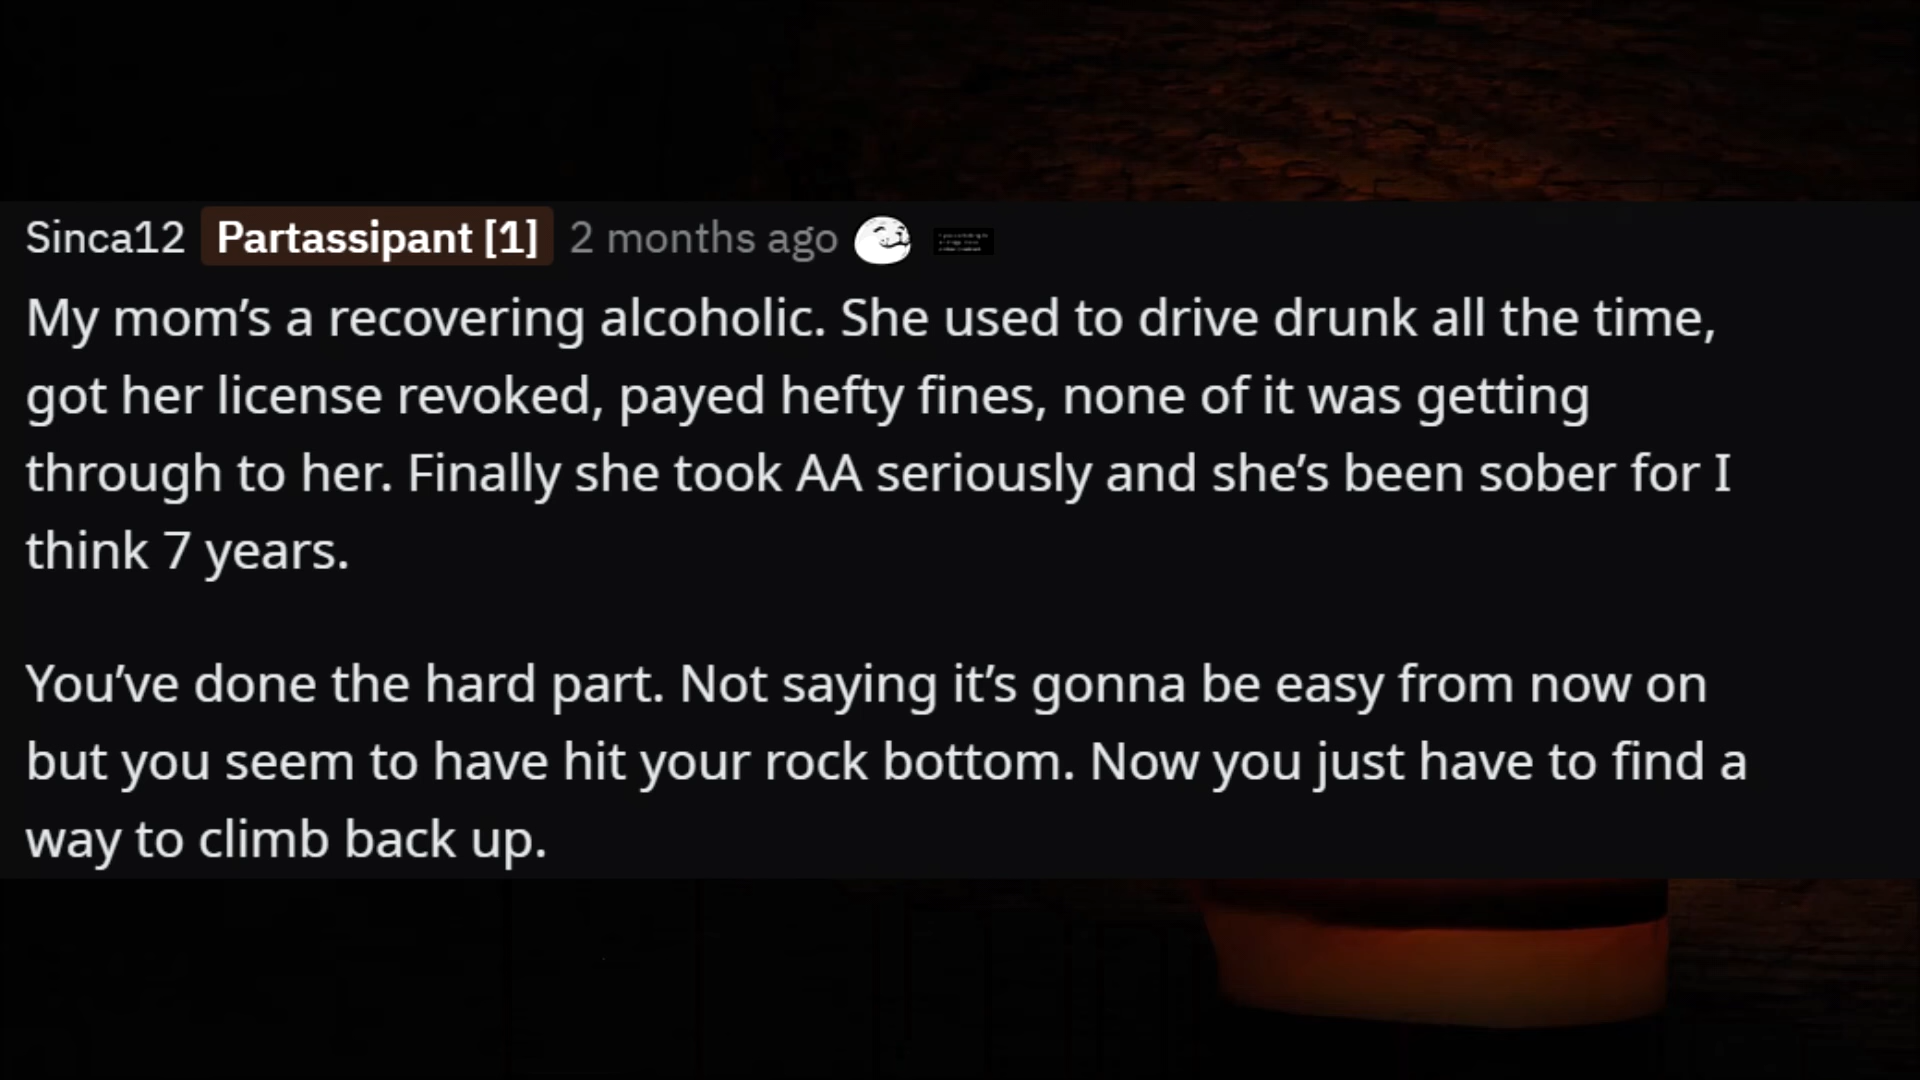 Sinca12 Partassipant [1] 2 months ago
My mom’s a recovering alcoholic. She used to drive drunk all the time,
got her license revoked, payed hefty fines, none of it was getting
through to her. Finally she took AA seriously and she’s been sober for I
think 7 years.
You’ve done the hard part. Not saying it’s gonna be easy from now on
but you seem to have hit your rock bottom. Now you just have to find a
way to climb back up.